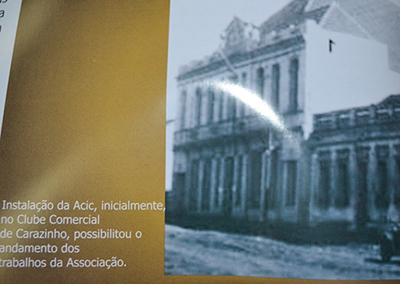 Instalação da Acic, inicialmente,
no Clube Comercial
de Carazinho, possibilitou o
andamento dos
trabalhos da Associação.